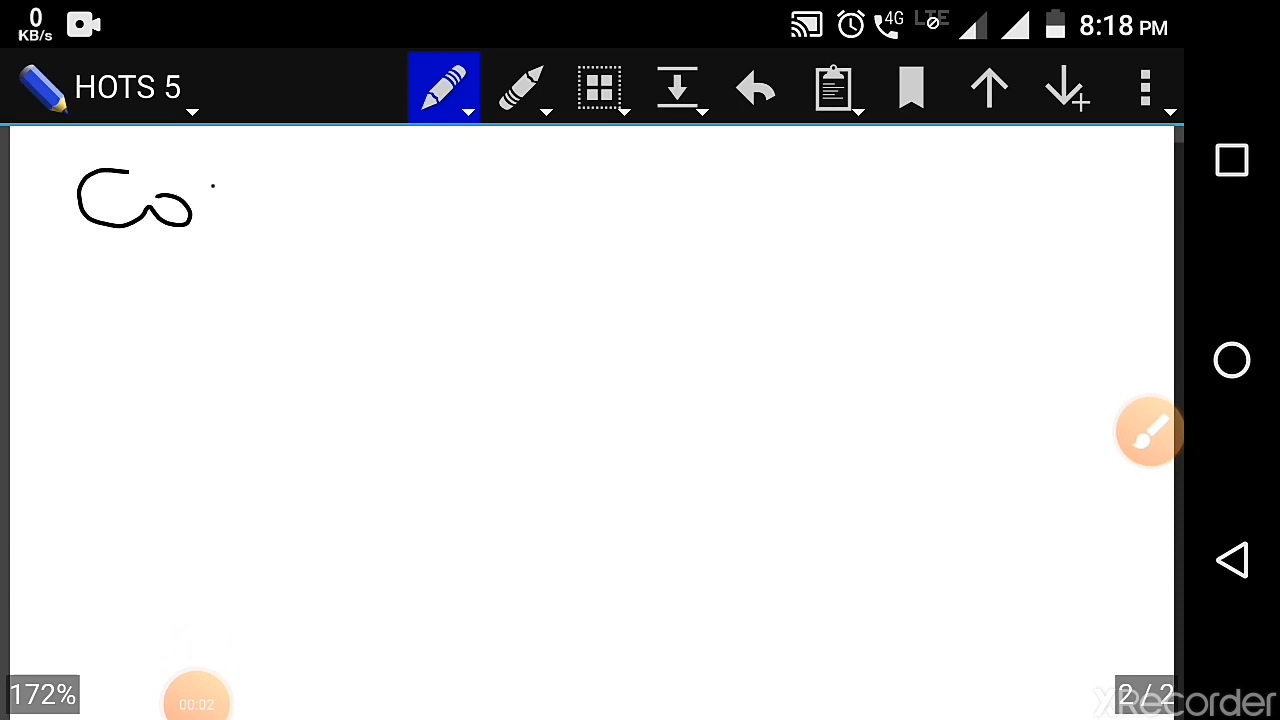 0
KB/s
4G
LTE
8:18 PM
HOTS 5
Co
172%
00:02
2 / 2
XRecorder